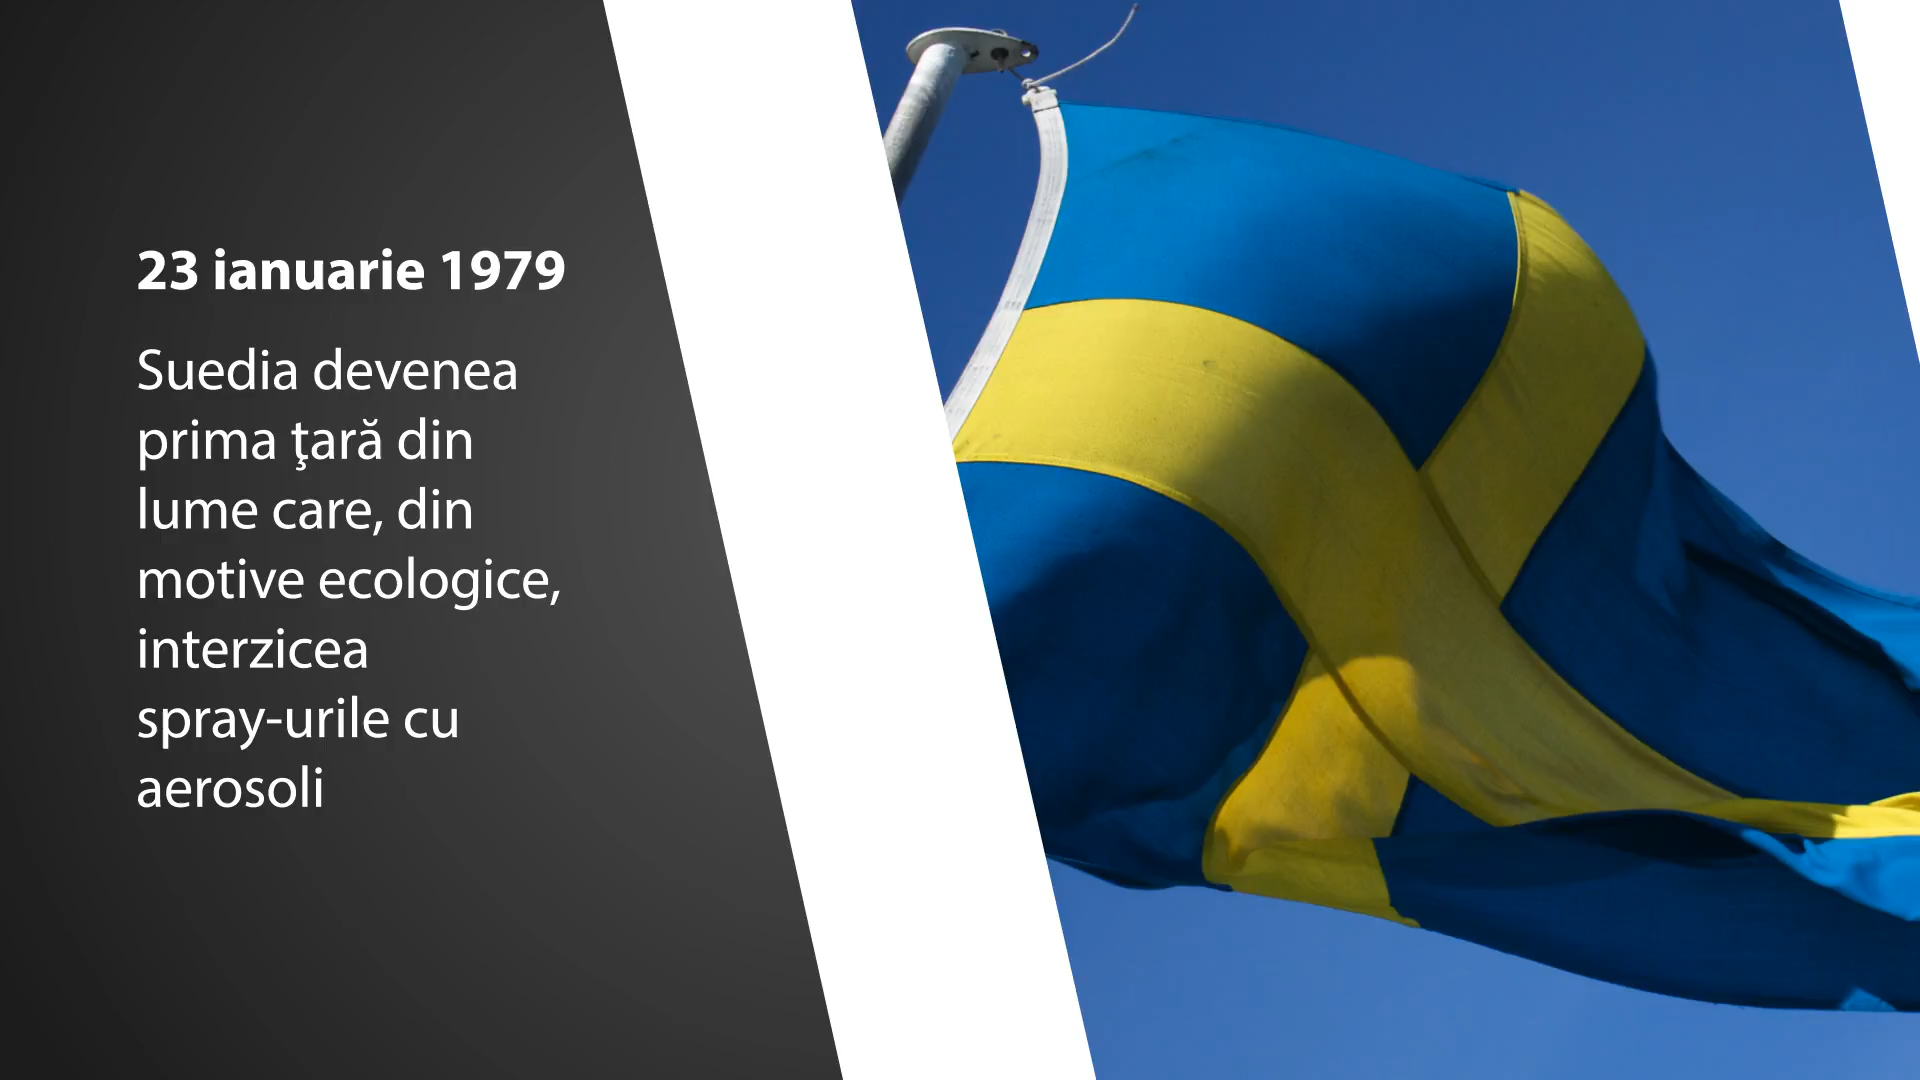 23 ianuarie 1979
Suedia devenea
prima ţară din
lume care, din
motive ecologice,
interzicea
spray-urile cu
aerosoli